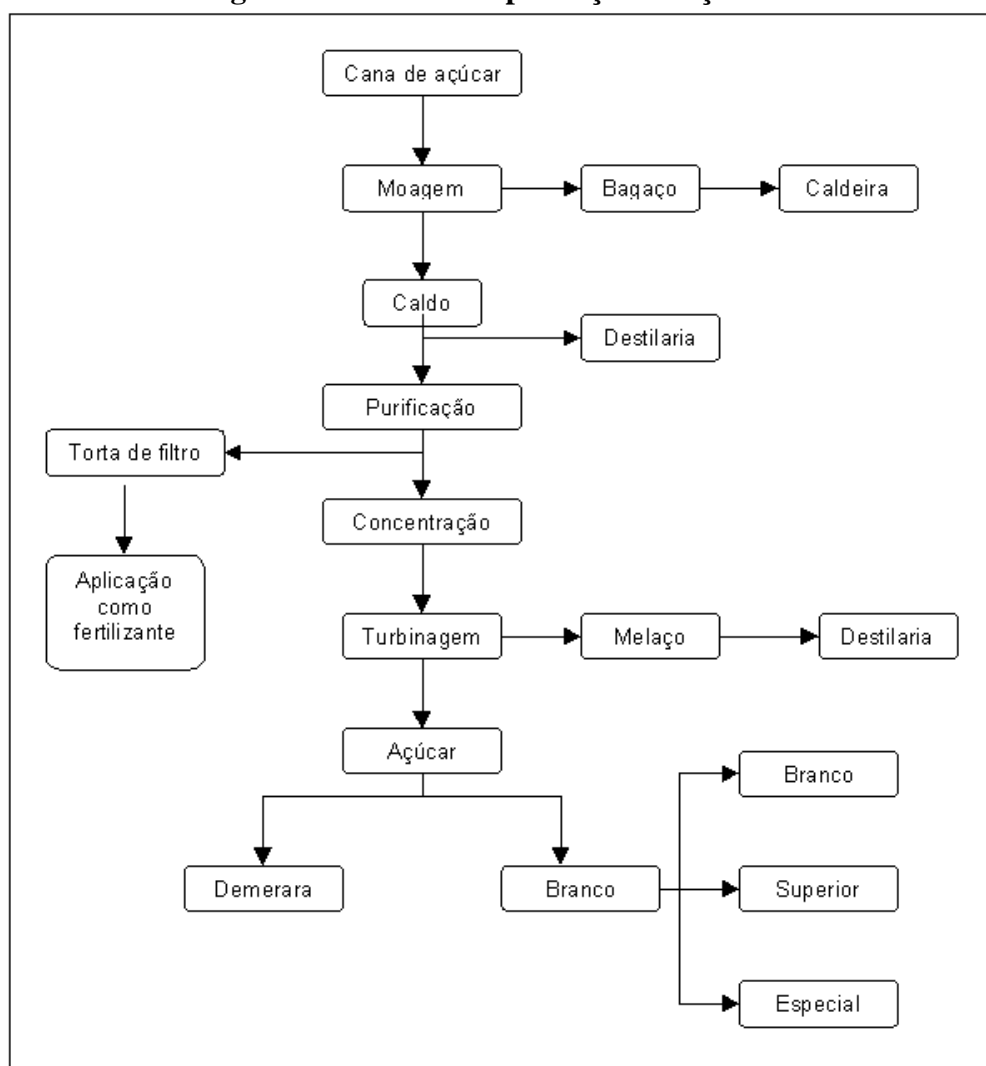 Cana de açúcar
Moagem
Bagaço
Caldeira
Caldo
Destilaria
Purificação
Torta de filtro
Concentração
Aplicação
como
fertilizante
Turbinagem
Melaço
Destilaria
Açúcar
Branco
Demerara
Branco
Superior
Especial